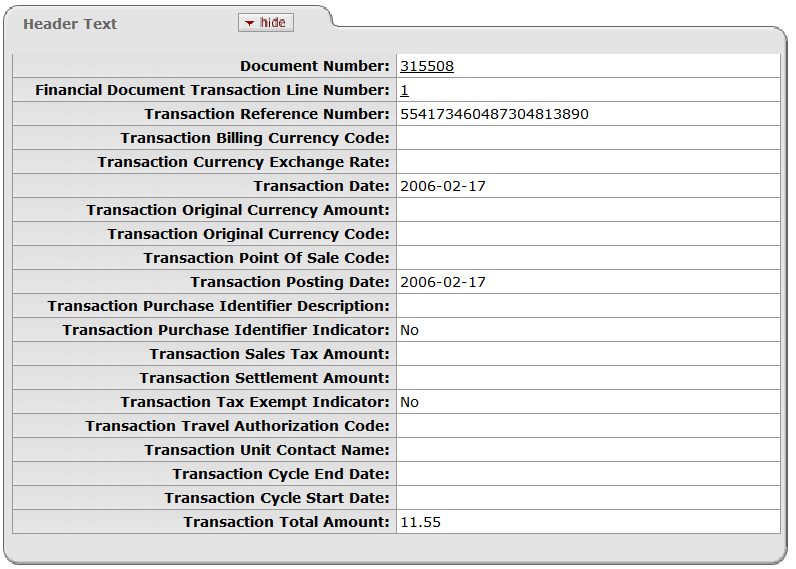 Header Text hide
Document Number: 315508
Financial Document Transaction Line Number: 1
Transaction Reference Number: 554173460487304813890
Transaction Billing Currency Code:
Transaction Currency Exchange Rate:
Transaction Date: 2006-02-17
Transaction Original Currency Amount:
Transaction Original Currency Code:
Transaction Point Of Sale Code:
Transaction Posting Date: 2006-02-17
Transaction Purchase Identifier Description:
Transaction Purchase Identifier Indicator: No
Transaction Sales Tax Amount:
Transaction Settlement Amount:
Transaction Tax Exempt Indicator: No
Transaction Travel Authorization Code:
Transaction Unit Contact Name:
Transaction Cycle End Date:
Transaction Cycle Start Date:
Transaction Total Amount: 11.55